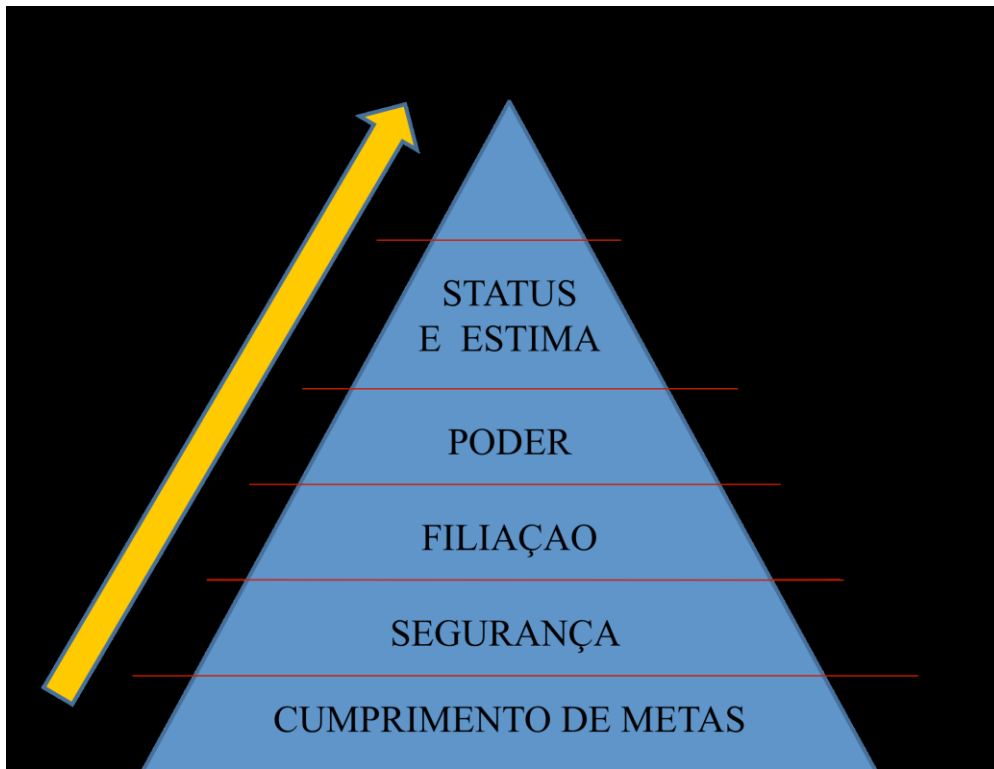 STATUS
E ESTIMA
PODER
FILIAÇAO
SEGURANÇA
CUMPRIMENTO DE METAS